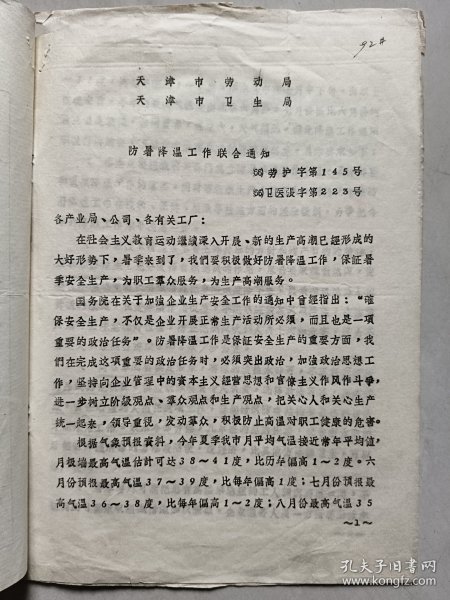 92#
天津市劳动局
天津市卫生局
防暑降温工作联合通知
劳护字第145号
卫医张字第223号
各产业局、公司、各有关工厂：
在社会主义教育运动继续深入开展、新的生产高潮已经形成的
大好形势下，暑季来到了，我们要积极做好防暑降温工作，保证暑
季安全生产，为职工群众服务，为生产高潮服务。
国务院在关于加强企业生产安全工作的通知中曾经指出：“确
保安全生产，不仅是企业开展正常生产活动所必须，而且也是一项
重要的政治任务”。防暑降温工作是保证安全生产的重要方面，我
们在完成这项重要的政治任务时，必须突出政治，加强政治思想工
作，坚持向企业管理中的资本主义经营思想和官僚主义作风作斗争，
进一步树立阶级观点、群众观点和生产观点，把关心人和关心生产
统一起来，领导重视，发动群众，积极防止高温对职工健康的危害。
根据气象预报资料，今年夏季我市月平均气温接近常年平均值，
月极端最高气温估计可达38～41度，比历年偏高1～2度。六
月份预报最高气温37～39度，比每年偏高1度；七月份预报最
高气温36～38度，比每年偏高1～2度；八月份最高气温35
～1～
孔夫子旧书网
www.kongfz.com